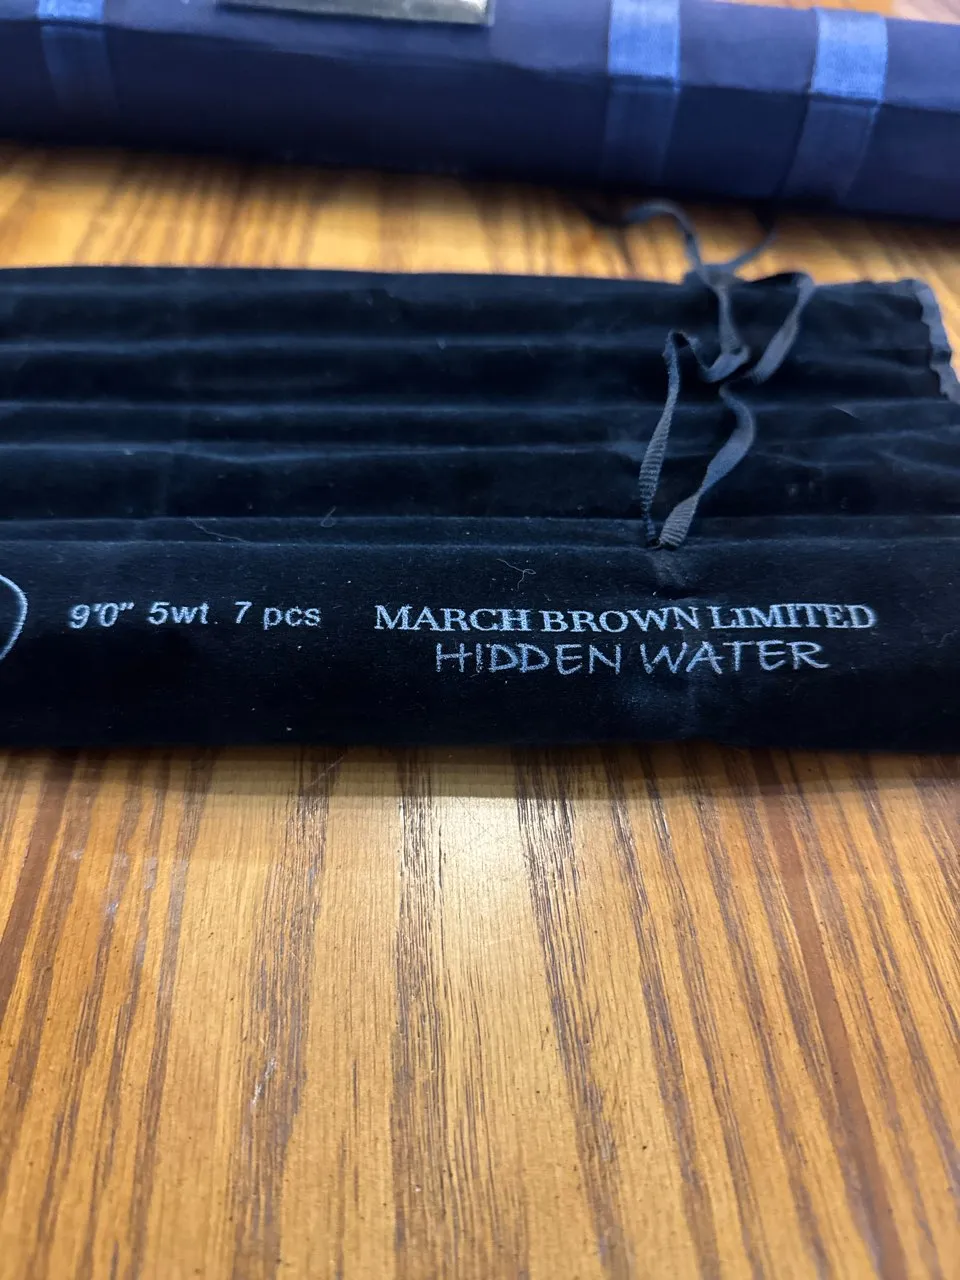 9'0" 5wt. 7 pcs
MARCH BROWN LIMITED
HIDDEN WATER